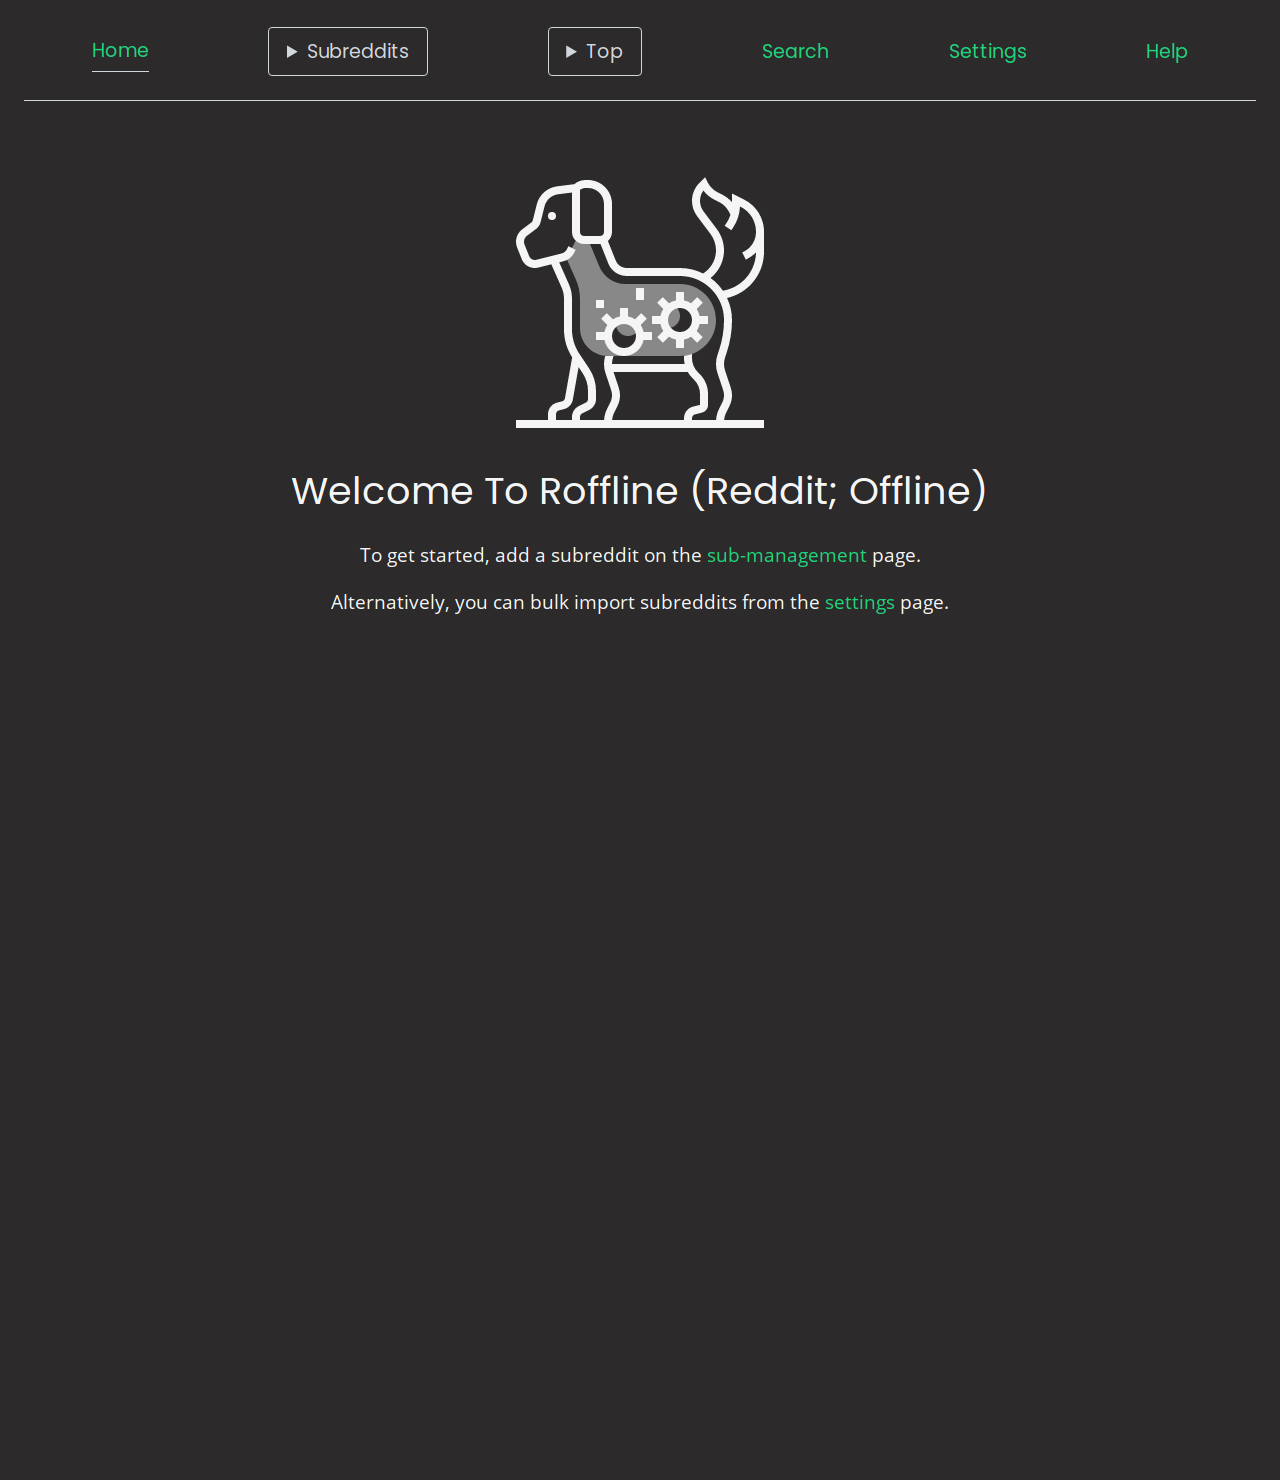 Home
Subreddits
Top
Search
Settings
Help
Welcome To Roffline (Reddit; Offline)
To get started, add a subreddit on the sub-management page.
Alternatively, you can bulk import subreddits from the settings page.